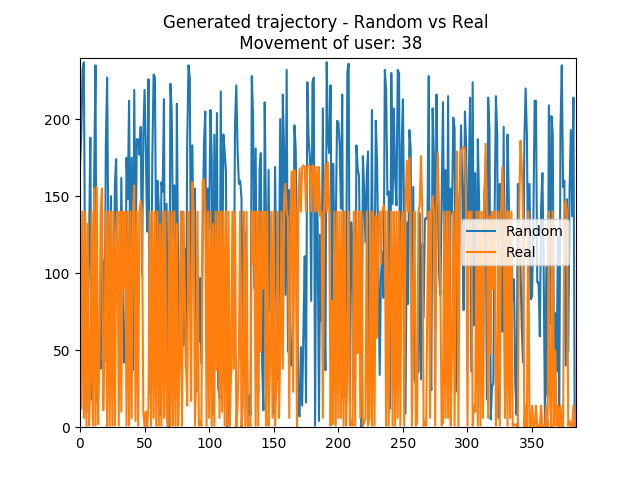 Generated trajectory - Random vs Real
Movement of user: 38
200
150
100
50
0
Random
Real
0 50 100 150 200 250 300 350